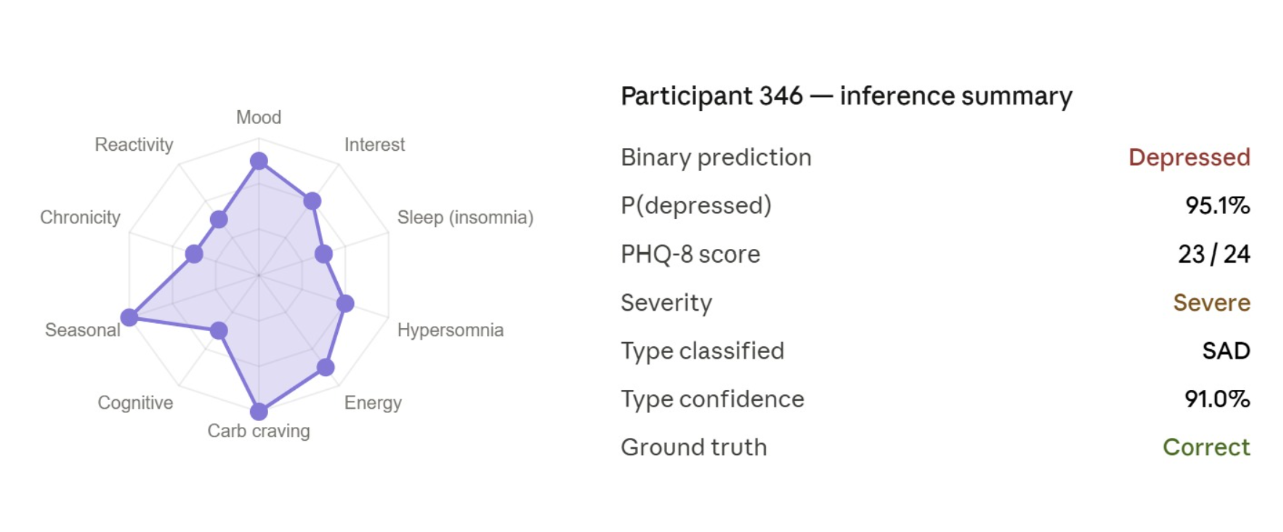 Mood
Reactivity
Interest
Chronicity
Sleep (insomnia)
Seasonal
Hypersomnia
Cognitive
Energy
Carb craving
Participant 346 — inference summary
Binary prediction Depressed
P(depressed) 95.1%
PHQ-8 score 23 / 24
Severity Severe
Type classified SAD
Type confidence 91.0%
Ground truth Correct